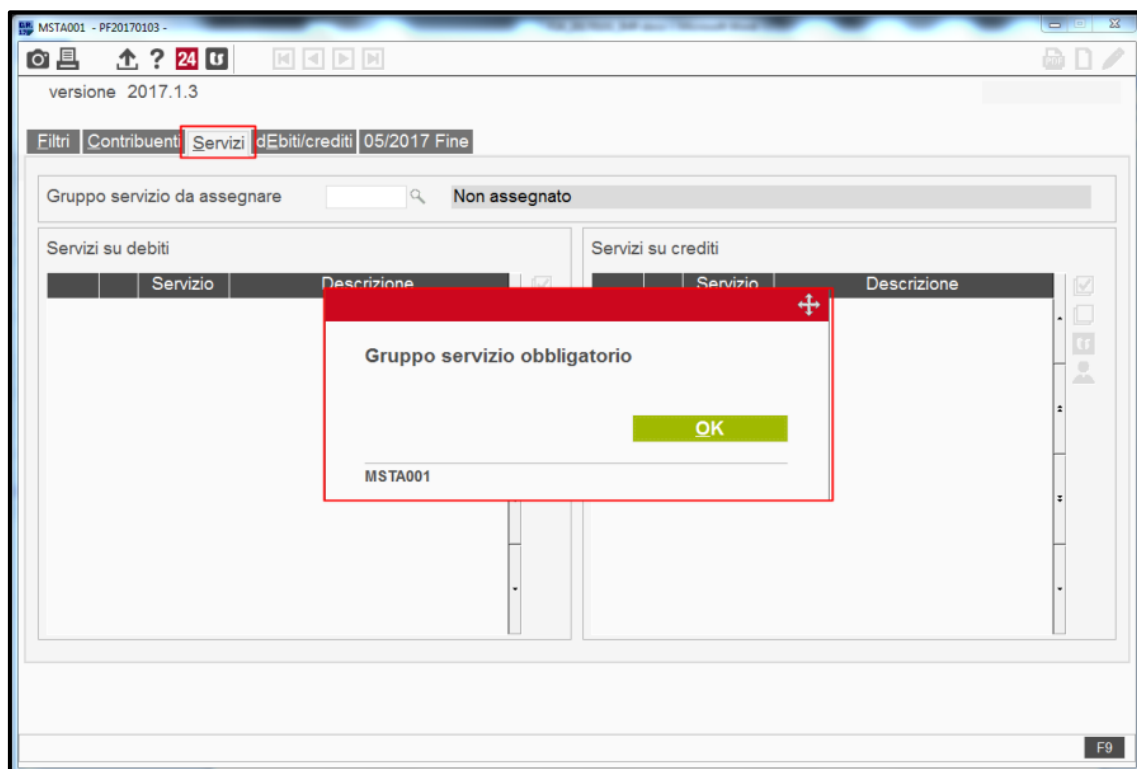 MSTA001 - PF20170103 -
? 24
versione 2017.1.3
Filtri Contribuenti Servizi dEbiti/crediti 05/2017 Fine
Gruppo servizio da assegnare Non assegnato
Servizi su debiti Servizi su crediti
Servizio Descrizione Servizio Descrizione
Gruppo servizio obbligatorio
OK
MSTA001
F9